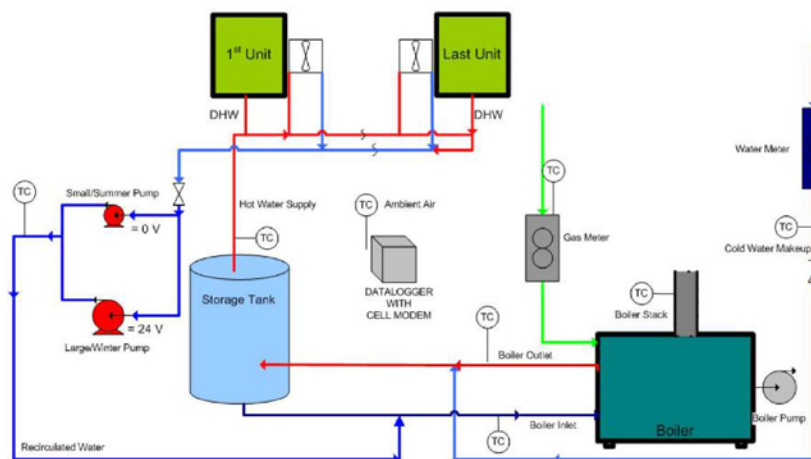 1st Unit
Last Unit
DHW
DHW
Water Meter
Small/Summer Pump
TC
= 0 V
Hot Water Supply
TC
TC
Ambient Air
TC
Gas Meter
TC
Cold Water Makeup
Storage Tank
DATALOGGER
WITH
CELL MODEM
TC
Boiler Stack
= 24 V
Large/Winter Pump
TC
Boiler Outlet
Boiler Pump
Recirculated Water
TC
Boiler Inlet
Boiler